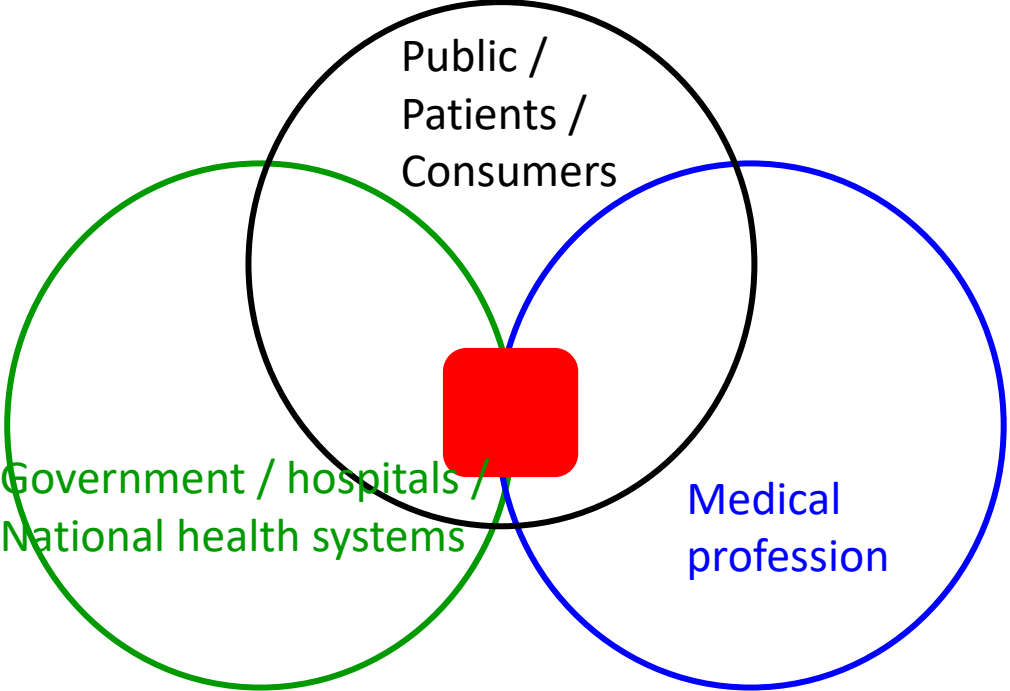 Public /
Patients /
Consumers
Government / hospitals /
National health systems
Medical
profession